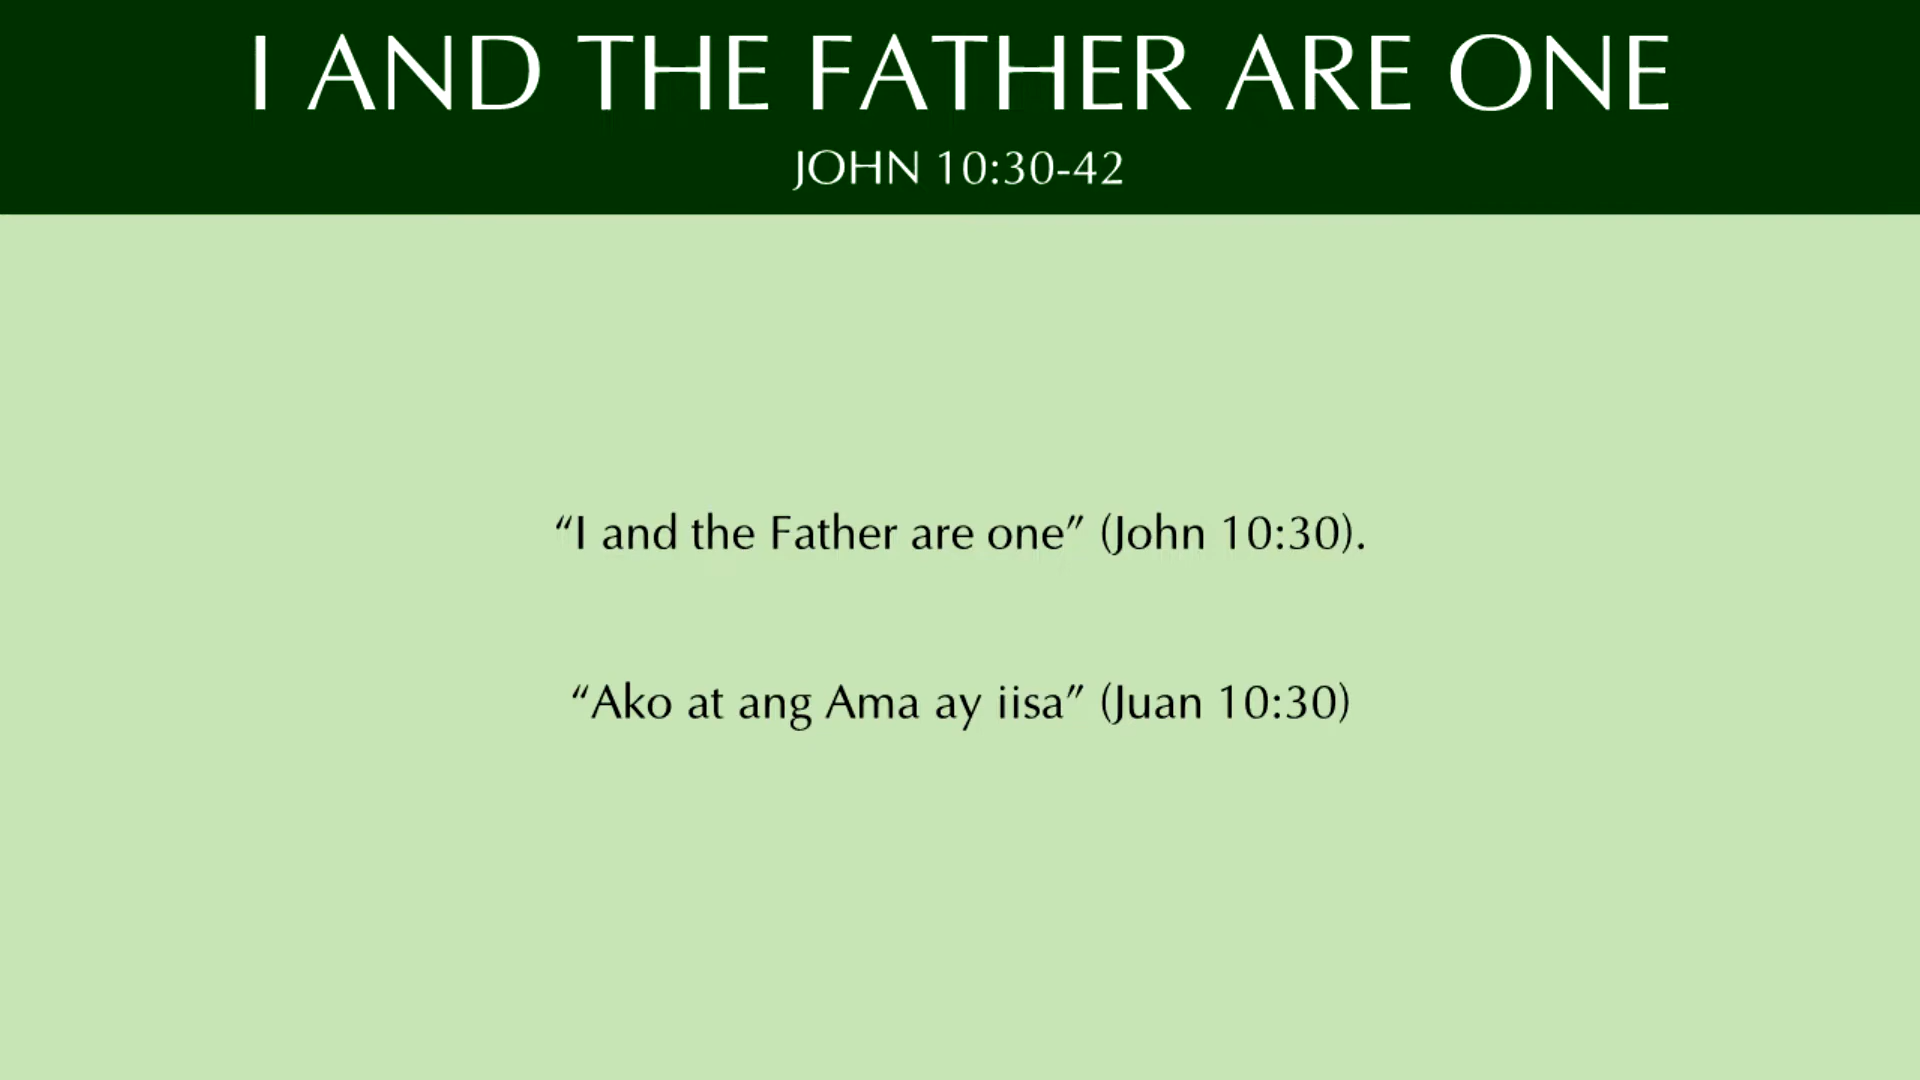 I AND THE FATHER ARE ONE
JOHN 10:30-42
“I and the Father are one” (John 10:30).
“Ako at ang Ama ay iisa” (Juan 10:30)